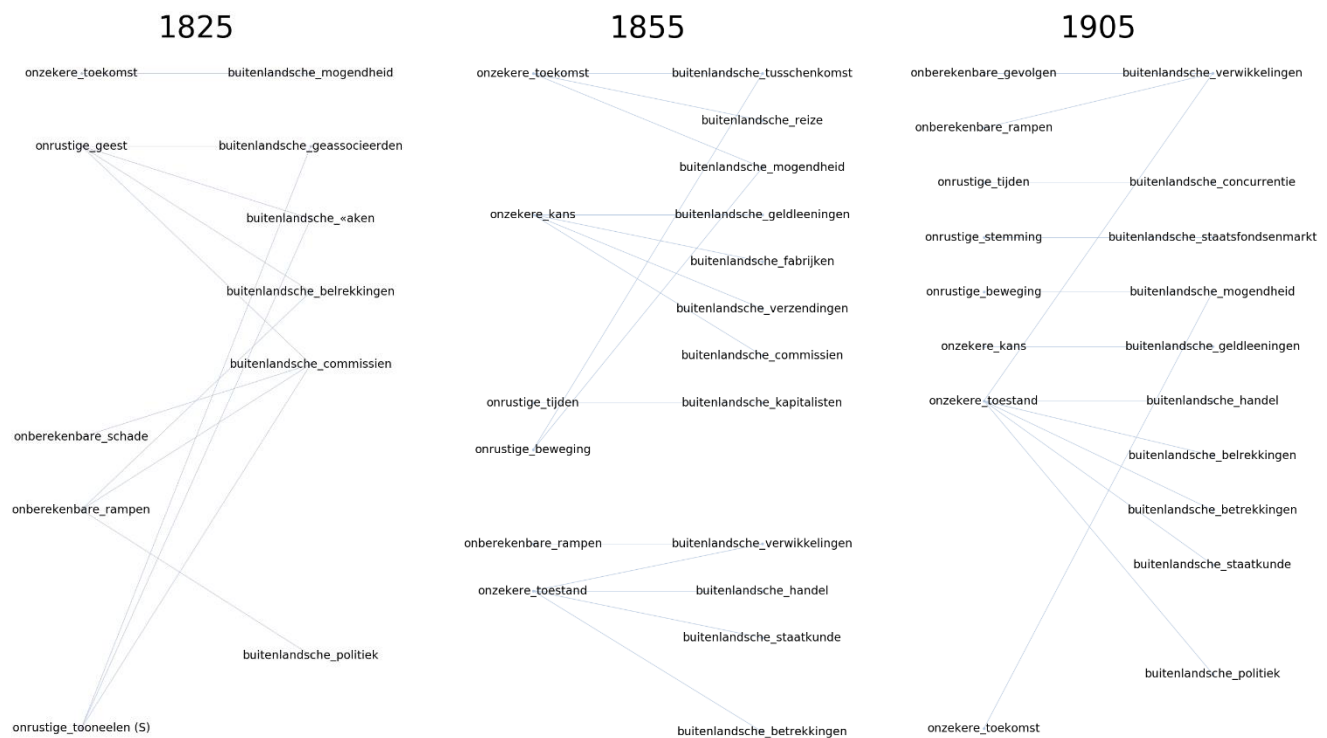 1825
onzekere_toekomst
buitenlandsche_mogendheid
onrustige_geest
buitenlandsche_geassocieerden
buitenlandsche_«aken
buitenlandsche_belrekkingen
buitenlandsche_commissien
onberekenbare_schade
onberekenbare_rampen
buitenlandsche_politiek
onrustige_tooneelen (S)
1855
onzekere_toekomst
buitenlandsche_tusschenkomst
buitenlandsche_reize
buitenlandsche_mogendheid
onzekere_kans
buitenlandsche_geldleeningen
buitenlandsche_fabrijken
buitenlandsche_verzendingen
buitenlandsche_commissien
onrustige_tijden
buitenlandsche_kapitalisten
onrustige_beweging
onberekenbare_rampen
buitenlandsche_verwikkelingen
onzekere_toestand
buitenlandsche_handel
buitenlandsche_staatkunde
buitenlandsche_betrekkingen
1905
onberekenbare_gevolgen
buitenlandsche_verwikkelingen
onberekenbare_rampen
onrustige_tijden
buitenlandsche_concurrentie
onrustige_stemming
buitenlandsche_staatsfondsenmarkt
onrustige_beweging
buitenlandsche_mogendheid
onzekere_kans
buitenlandsche_geldleeningen
onzekere_toestand
buitenlandsche_handel
buitenlandsche_belrekkingen
buitenlandsche_betrekkingen
buitenlandsche_staatkunde
buitenlandsche_politiek
onzekere_toekomst